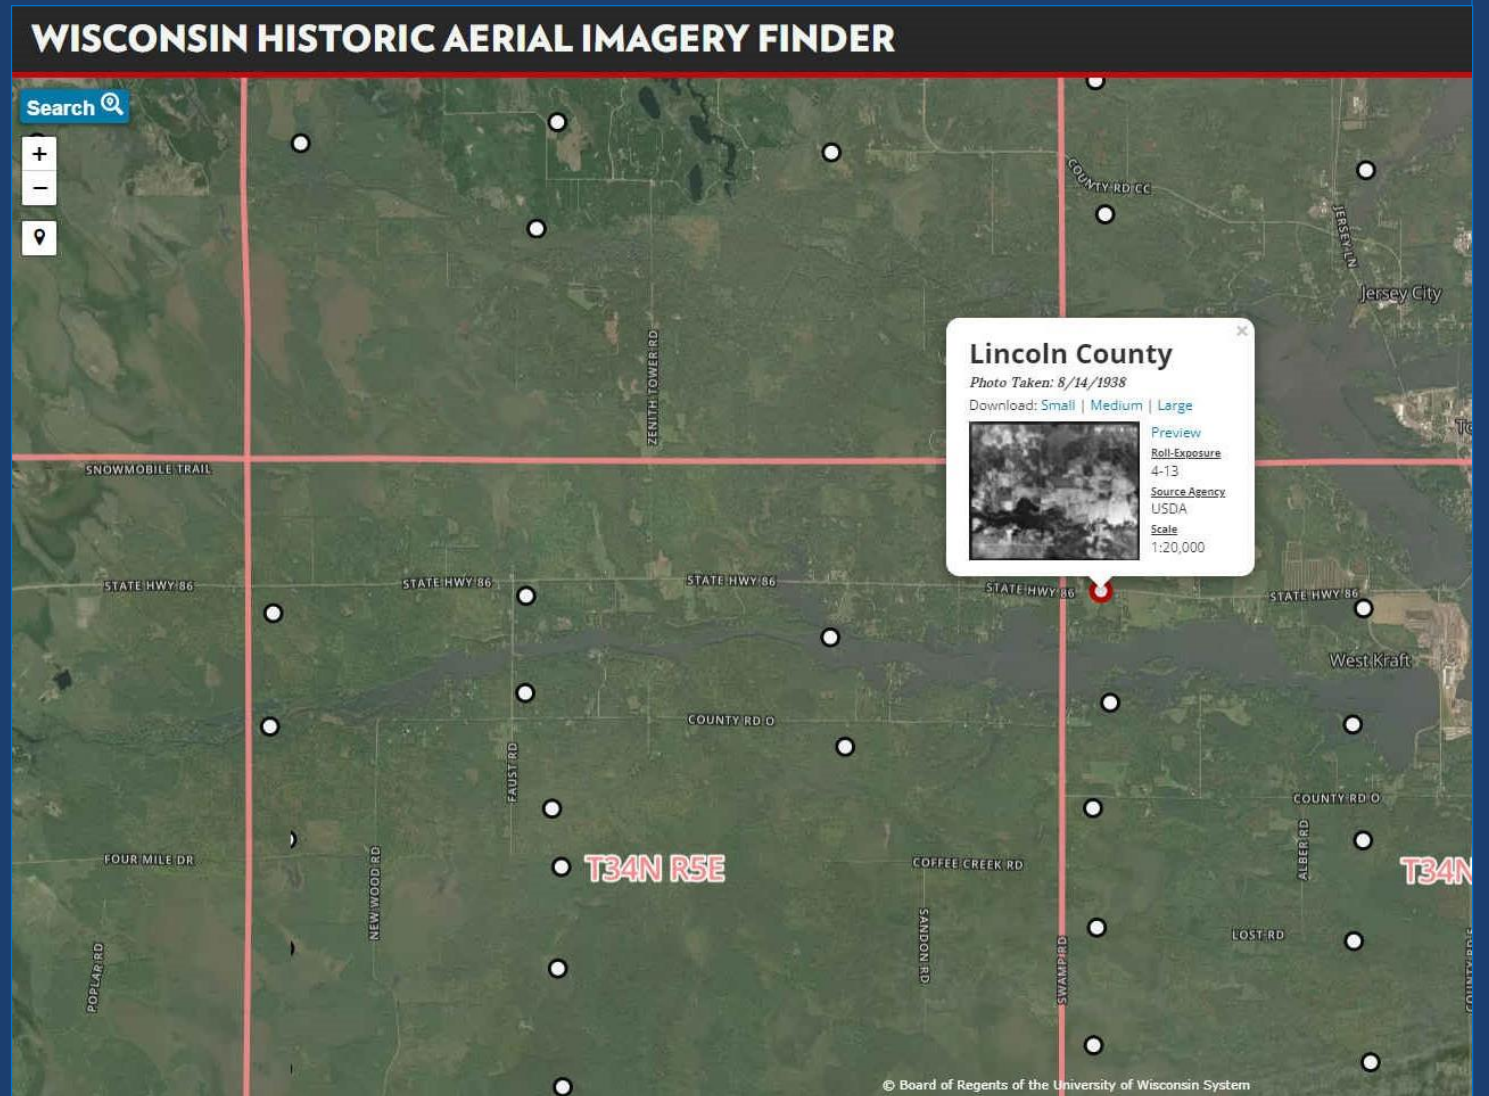 WISCONSIN HISTORIC AERIAL IMAGERY FINDER
Search
+
−
COUNTY RD CC
JERSEY LN
Jersey City
ZENITH TOWER RD
×
Lincoln County
Photo Taken: 8/14/1938
Download: Small | Medium | Large
Preview
Roll-Exposure
4-13
Source Agency
USDA
Scale
1:20,000
To
SNOWMOBILE TRAIL
STATE HWY 86
STATE HWY 86
STATE HWY 86
STATE HWY 86
STATE HWY 86
West Kraft
COUNTY RD O
FAUST RD
COUNTY RD O
FOUR MILE DR
NEW WOOD RD
T34N R5E
COFFEE CREEK RD
ALBER RD
T34N
POPLAR RD
SANDON RD
SWAMP RD
LOST RD
© Board of Regents of the University of Wisconsin System